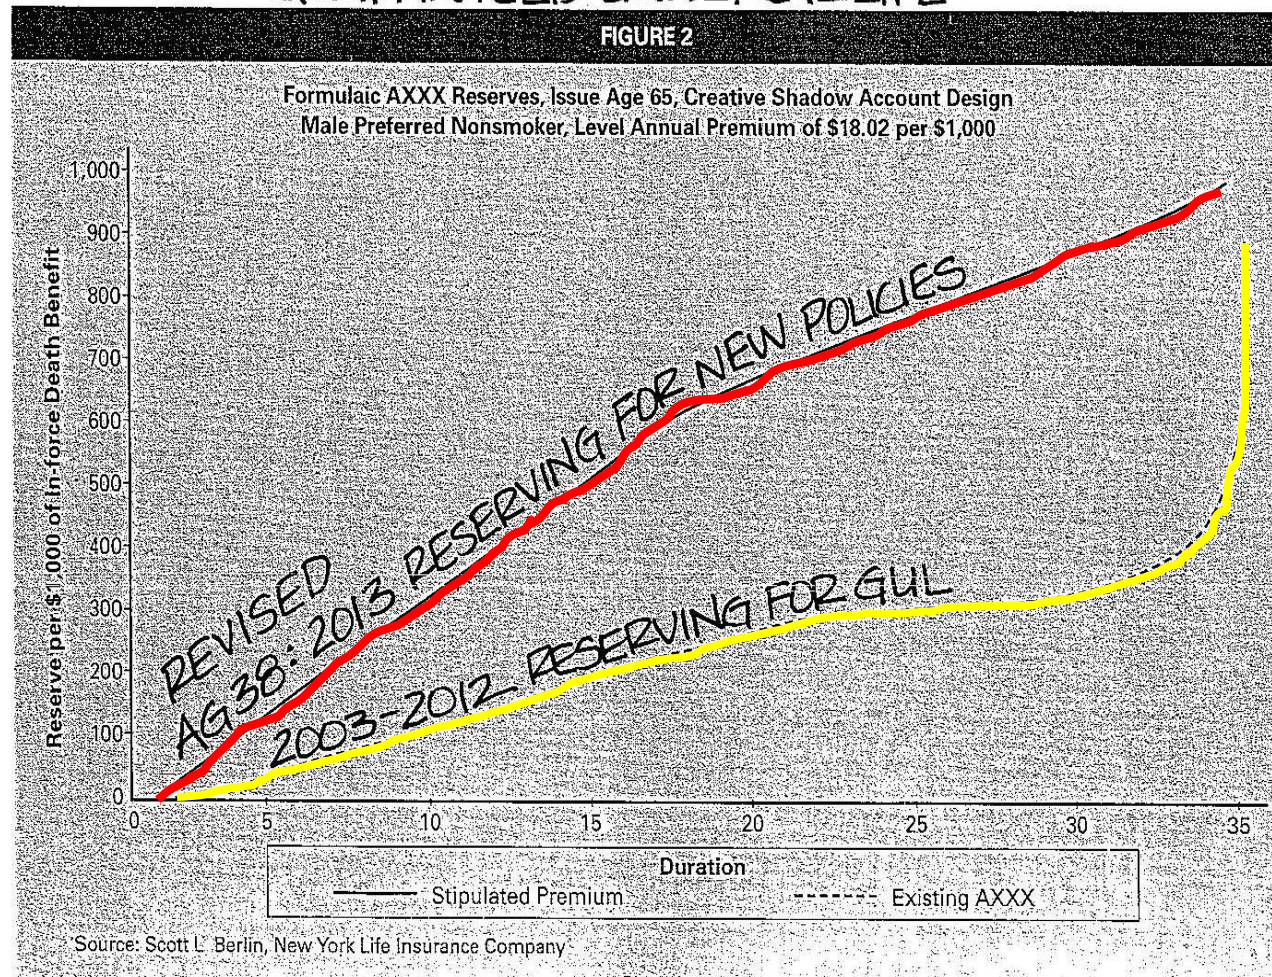 FIGURE 2
Formulaic AXXX Reserves, Issue Age 65, Creative Shadow Account Design
Male Preferred Nonsmoker, Level Annual Premium of $18.02 per $1,000
Reserve per $1,000 of In-force Death Benefit
1,000
900
800
700
600
500
400
300
200
100
0
REVISED
AG 38: 2013 RESERVING FOR NEW POLICIES
2003-2012 RESERVING FOR GUL
0 5 10 15 20 25 30 35
Duration
Stipulated Premium Existing AXXX
Source: Scott L. Berlin, New York Life Insurance Company